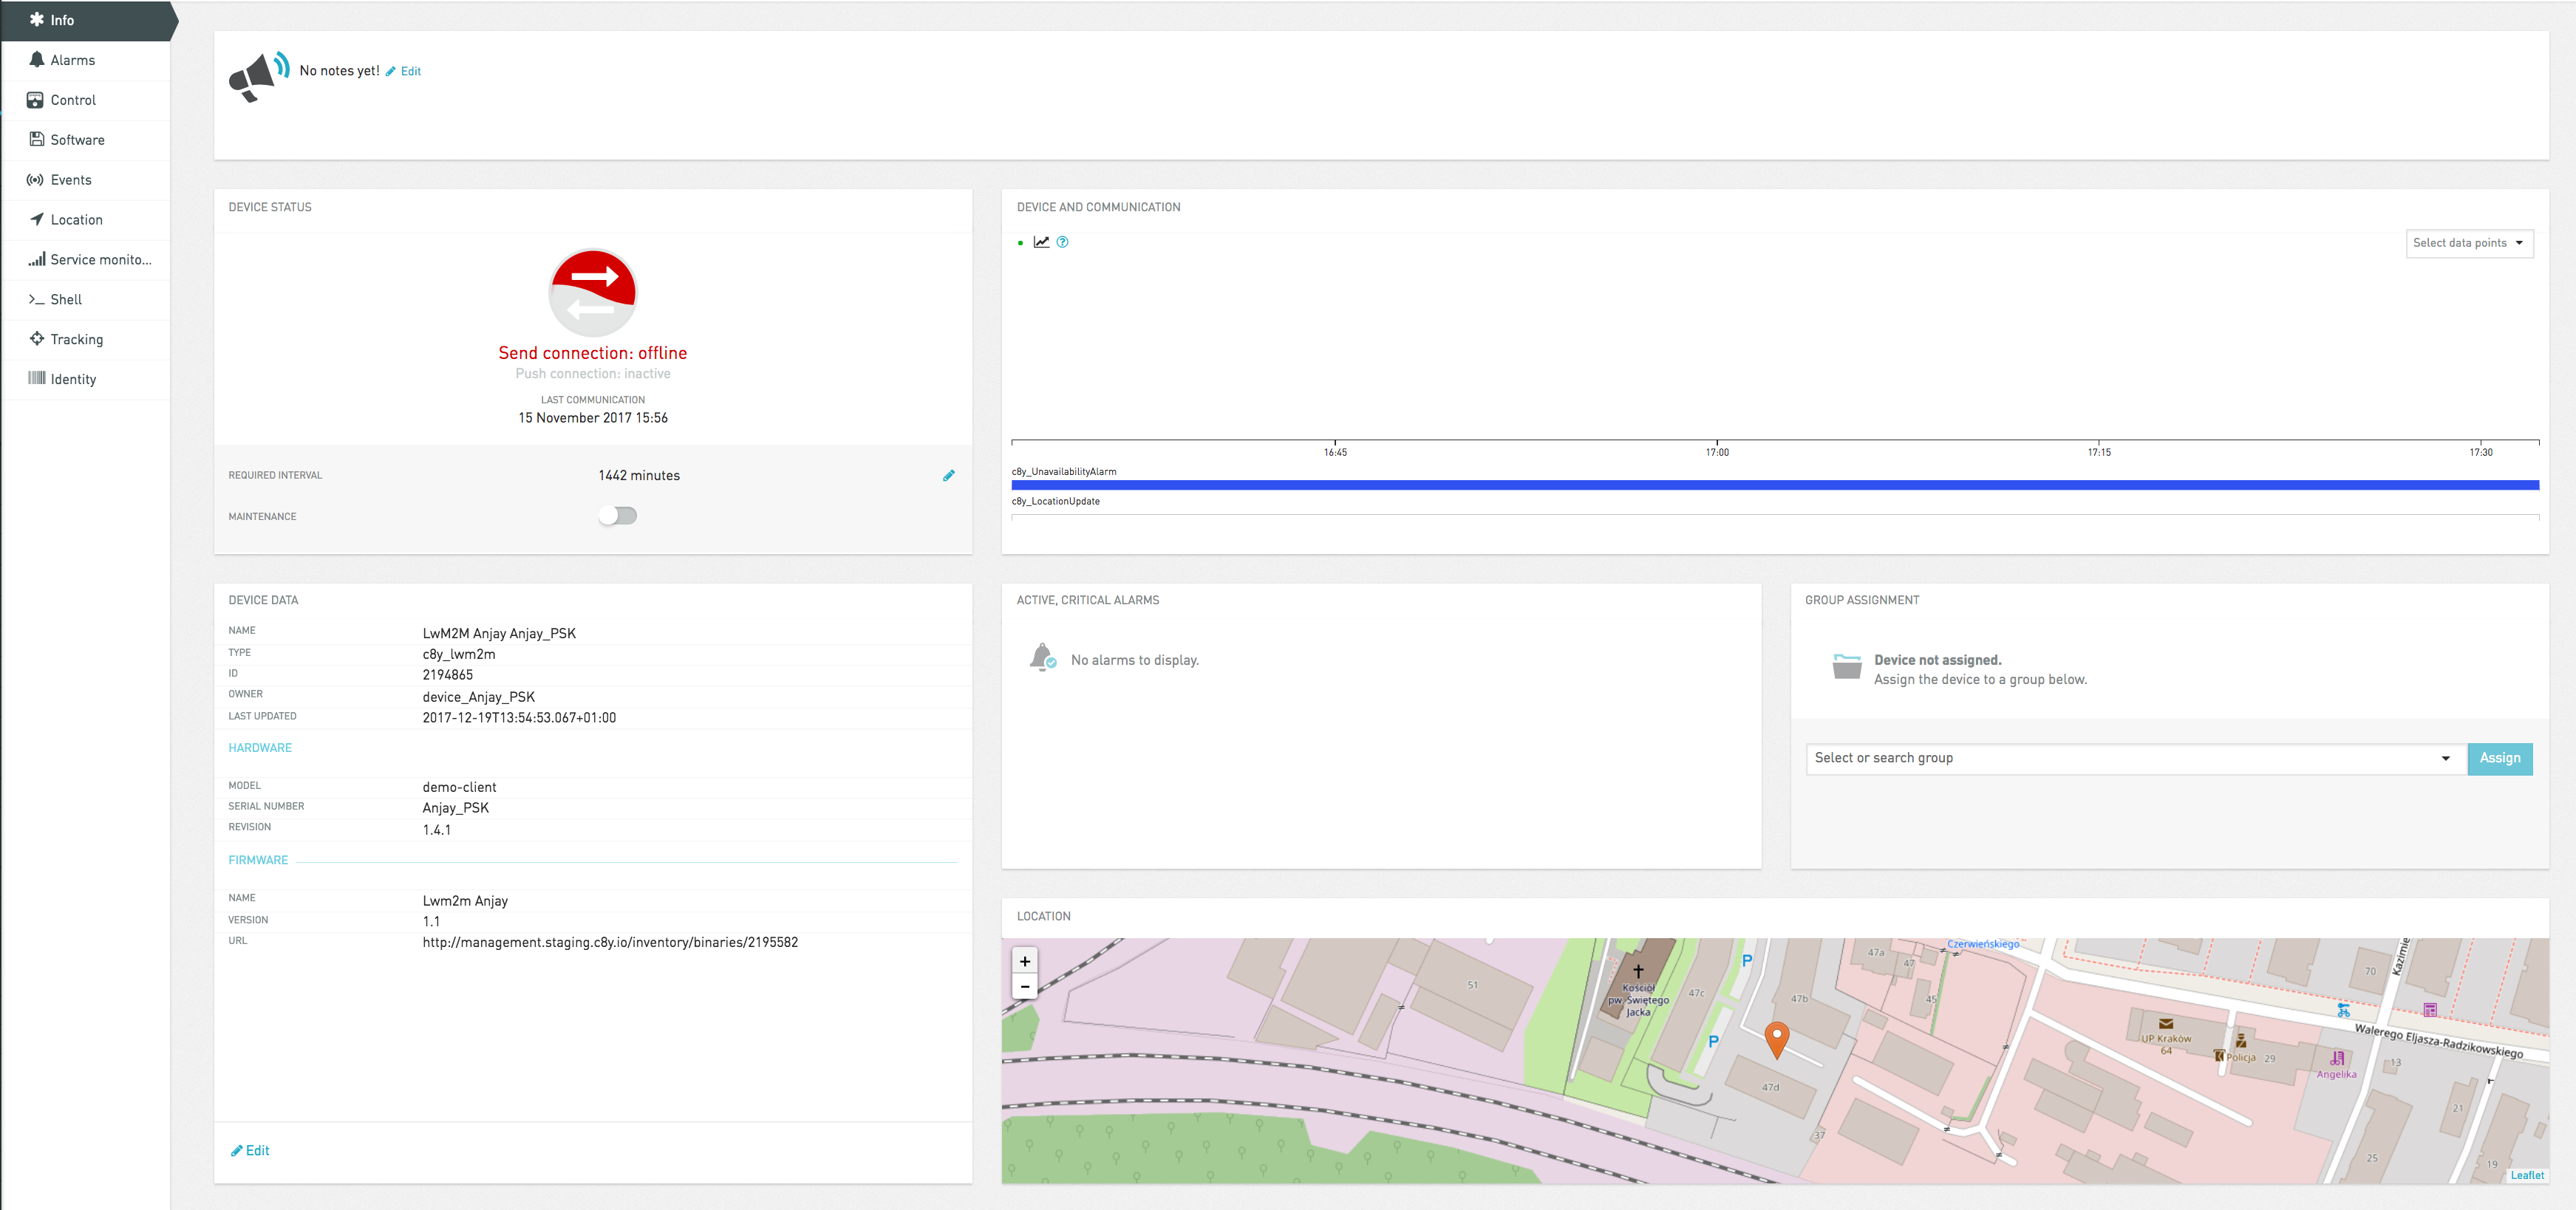 Info
Alarms
Control
Software
Events
Location
Service monito...
Shell
Tracking
Identity
No notes yet! Edit
DEVICE STATUS
Send connection: offline
Push connection: inactive
LAST COMMUNICATION
15 November 2017 15:56
REQUIRED INTERVAL 1442 minutes
MAINTENANCE
DEVICE AND COMMUNICATION
Select data points
16:45 17:00 17:15 17:30
c8y_UnavailabilityAlarm
c8y_LocationUpdate
DEVICE DATA
NAME LwM2M Anjay Anjay_PSK
TYPE c8y_lwm2m
ID 2194865
OWNER device_Anjay_PSK
LAST UPDATED 2017-12-19T13:54:53.067+01:00
HARDWARE
MODEL demo-client
SERIAL NUMBER Anjay_PSK
REVISION 1.4.1
FIRMWARE
NAME Lwm2m Anjay
VERSION 1.1
URL http://management.staging.c8y.io/inventory/binaries/2195582
Edit
ACTIVE, CRITICAL ALARMS
No alarms to display.
GROUP ASSIGNMENT
Device not assigned.
Assign the device to a group below.
Select or search group Assign
LOCATION
+
-
51
Kościół
pw. Świętego
Jacka
47c
P
P
47b
47d
37
47a
47
45
Czerwieńskiego
UP Kraków
64
Policja
29
Angelika
70
Kazimie
Walerego Eljasza-Radzikowskiego
13
21
25
19
Leaflet